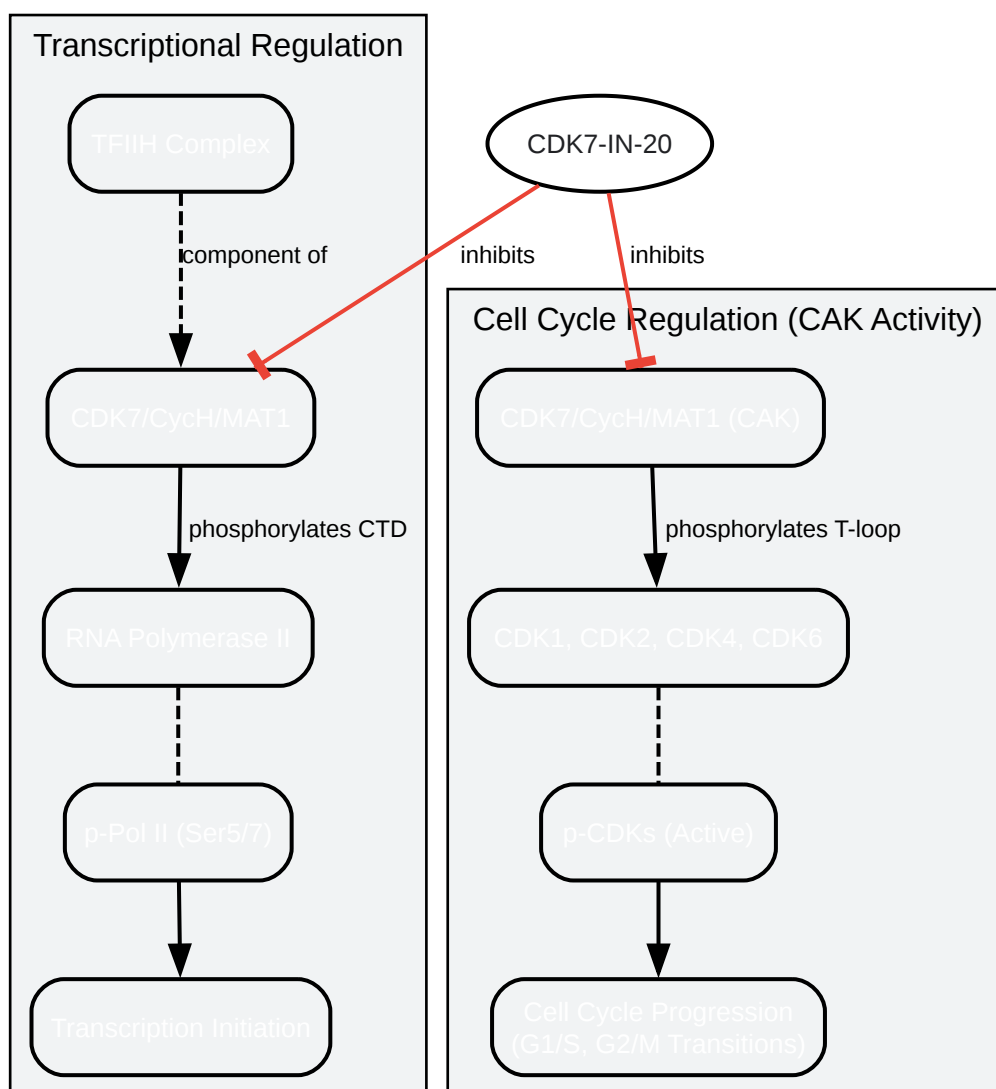 Transcriptional Regulation
TFIIH Complex
CDK7-IN-20
component of
inhibits
inhibits
Cell Cycle Regulation (CAK Activity)
CDK7/CycH/MAT1
CDK7/CycH/MAT1 (CAK)
phosphorylates CTD
phosphorylates T-loop
RNA Polymerase II
CDK1, CDK2, CDK4, CDK6
p-Pol II (Ser5/7)
p-CDKs (Active)
Transcription Initiation
Cell Cycle Progression
(G1/S, G2/M Transitions)